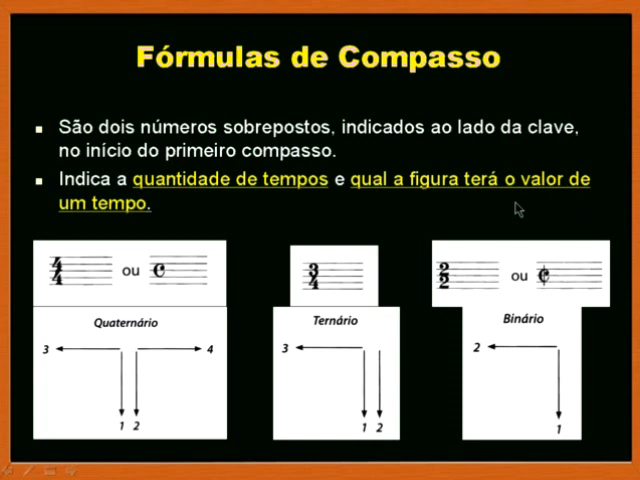 Fórmulas de Compasso
São dois números sobrepostos, indicados ao lado da clave,
no início do primeiro compasso.
Indica a quantidade de tempos e qual a figura terá o valor de
um tempo.
4 4 ou C
3 4
2 2 ou ¢
Quaternário
3 4
1 2
Ternário
3
1 2
Binário
2
1